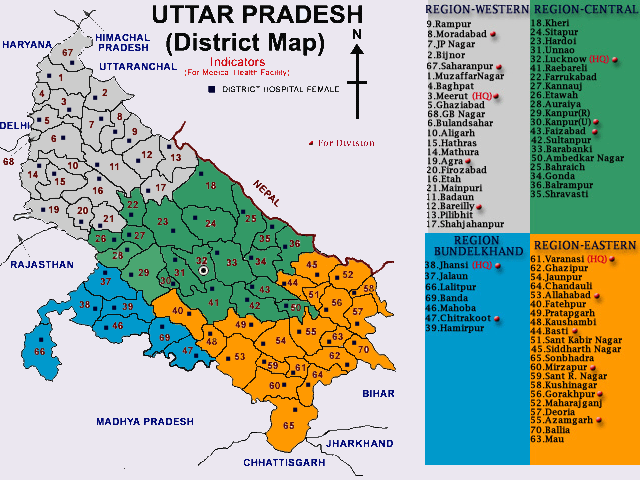 UTTAR PRADESH
(District Map)
Indicators
(For Medical Health Facility)
DISTRICT HOSPITAL FEMALE
For Division
N
HARYANA
HIMACHAL
PRADESH
UTTARANCHAL
DELHI
NEPAL
RAJASTHAN
MADHYA PRADESH
BIHAR
JHARKHAND
CHHATTISGARH
67
1
2
4
3
5
7
8
9
6
10
11
12
13
68
14
15
16
17
18
19
20
21
22
23
24
25
26
28
27
29
30
31
32
33
34
35
36
37
38
39
40
41
42
43
44
45
46
47
48
49
50
51
52
53
54
55
56
57
58
59
60
61
62
63
64
65
66
69
70
REGION-WESTERN
9.Rampur
8.Moradabad
7.JP Nagar
2.Bijnor
67.Saharanpur
1.MuzaffarNagar
4.Baghpat
3.Meerut (HQ)
5.Ghaziabad
68.GB Nagar
6.Bulandsahar
10.Aligarh
15.Hathras
14.Mathura
19.Agra
20.Firozabad
16.Etah
21.Mainpuri
11.Badaun
12.Bareilly
13.Pilibhit
17.Shahjahanpur
REGION-CENTRAL
18.Kheri
24.Sitapur
23.Hardoi
31.Unnao
32.Lucknow (HQ)
41.Raebareli
22.Farrukabad
27.Kannauj
26.Etawah
28.Auraiya
29.Kanpur(R)
30.Kanpur(U)
43.Faizabad
42.Sultanpur
33.Barabanki
50.Ambedkar Nagar
25.Bahraich
34.Gonda
36.Balrampur
35.Shravasti
REGION
BUNDELKHAND
38.Jhansi (HQ)
37.Jalaun
66.Lalitpur
69.Banda
46.Mahoba
47.Chitrakoot
39.Hamirpur
REGION-EASTERN
61.Varanasi (HQ)
62.Ghazipur
54.Jaunpur
64.Chandauli
53.Allahabad
40.Fatehpur
49.Pratapgarh
48.Kaushambi
44.Basti
51.Sant Kabir Nagar
45.Siddharth Nagar
65.Sonbhadra
60.Mirzapur
59.Sant R. Nagar
58.Kushinagar
56.Gorakhpur
52.Maharajganj
57.Deoria
55.Azamgarh
70.Ballia
63.Mau